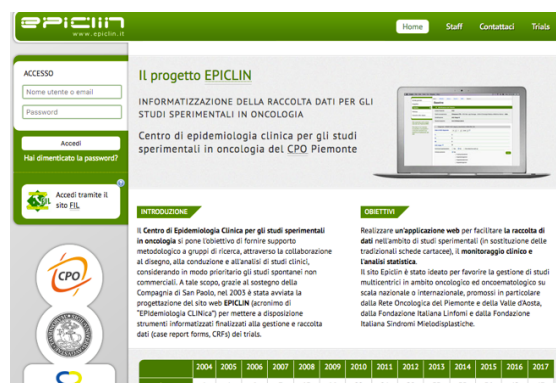 EPICLIN
www.epiclin.it
Home Staff Contattaci Trials
ACCESSO
Nome utente o email
Password
Accedi
Hai dimenticato la password?
Accedi tramite il
sito FIL
Il progetto EPICLIN
INFORMATIZZAZIONE DELLA RACCOLTA DATI PER GLI
STUDI SPERIMENTALI IN ONCOLOGIA
Centro di epidemiologia clinica per gli studi
sperimentali in oncologia del CPO Piemonte
INTRODUZIONE
Il Centro di Epidemiologia Clinica per gli studi sperimentali
in oncologia si pone l'obiettivo di fornire supporto
metodologico a gruppi di ricerca, attraverso la collaborazione
al disegno, alla conduzione e all'analisi di studi clinici,
considerando in modo prioritario gli studi spontanei non
commerciali. A tale scopo, grazie al sostegno della
Compagnia di San Paolo, nel 2003 è stata avviata la
progettazione del sito web EPICLIN (acronimo di
"EPIdemiologia CLINica") per mettere a disposizione
strumenti informatizzati finalizzati alla gestione e raccolta
dati (case report forms, CRFs) dei trials.
OBIETTIVI
Realizzare un'applicazione web per facilitare la raccolta di
dati nell'ambito di studi sperimentali (in sostituzione delle
tradizionali schede cartacee), il monitoraggio clinico e
l'analisi statistica.
Il sito Epiclin è stato ideato per favorire la gestione di studi
multicentrici in ambito oncologico ed oncoematologico su
scala nazionale o internazionale, promossi in particolare
dalla Rete Oncologica del Piemonte e della Valle d'Aosta,
dalla Fondazione Italiana Linfomi e dalla Fondazione
Italiana Sindromi Mielodisplastiche.
CPO
2004 2005 2006 2007 2008 2009 2010 2011 2012 2013 2014 2015 2016 2017